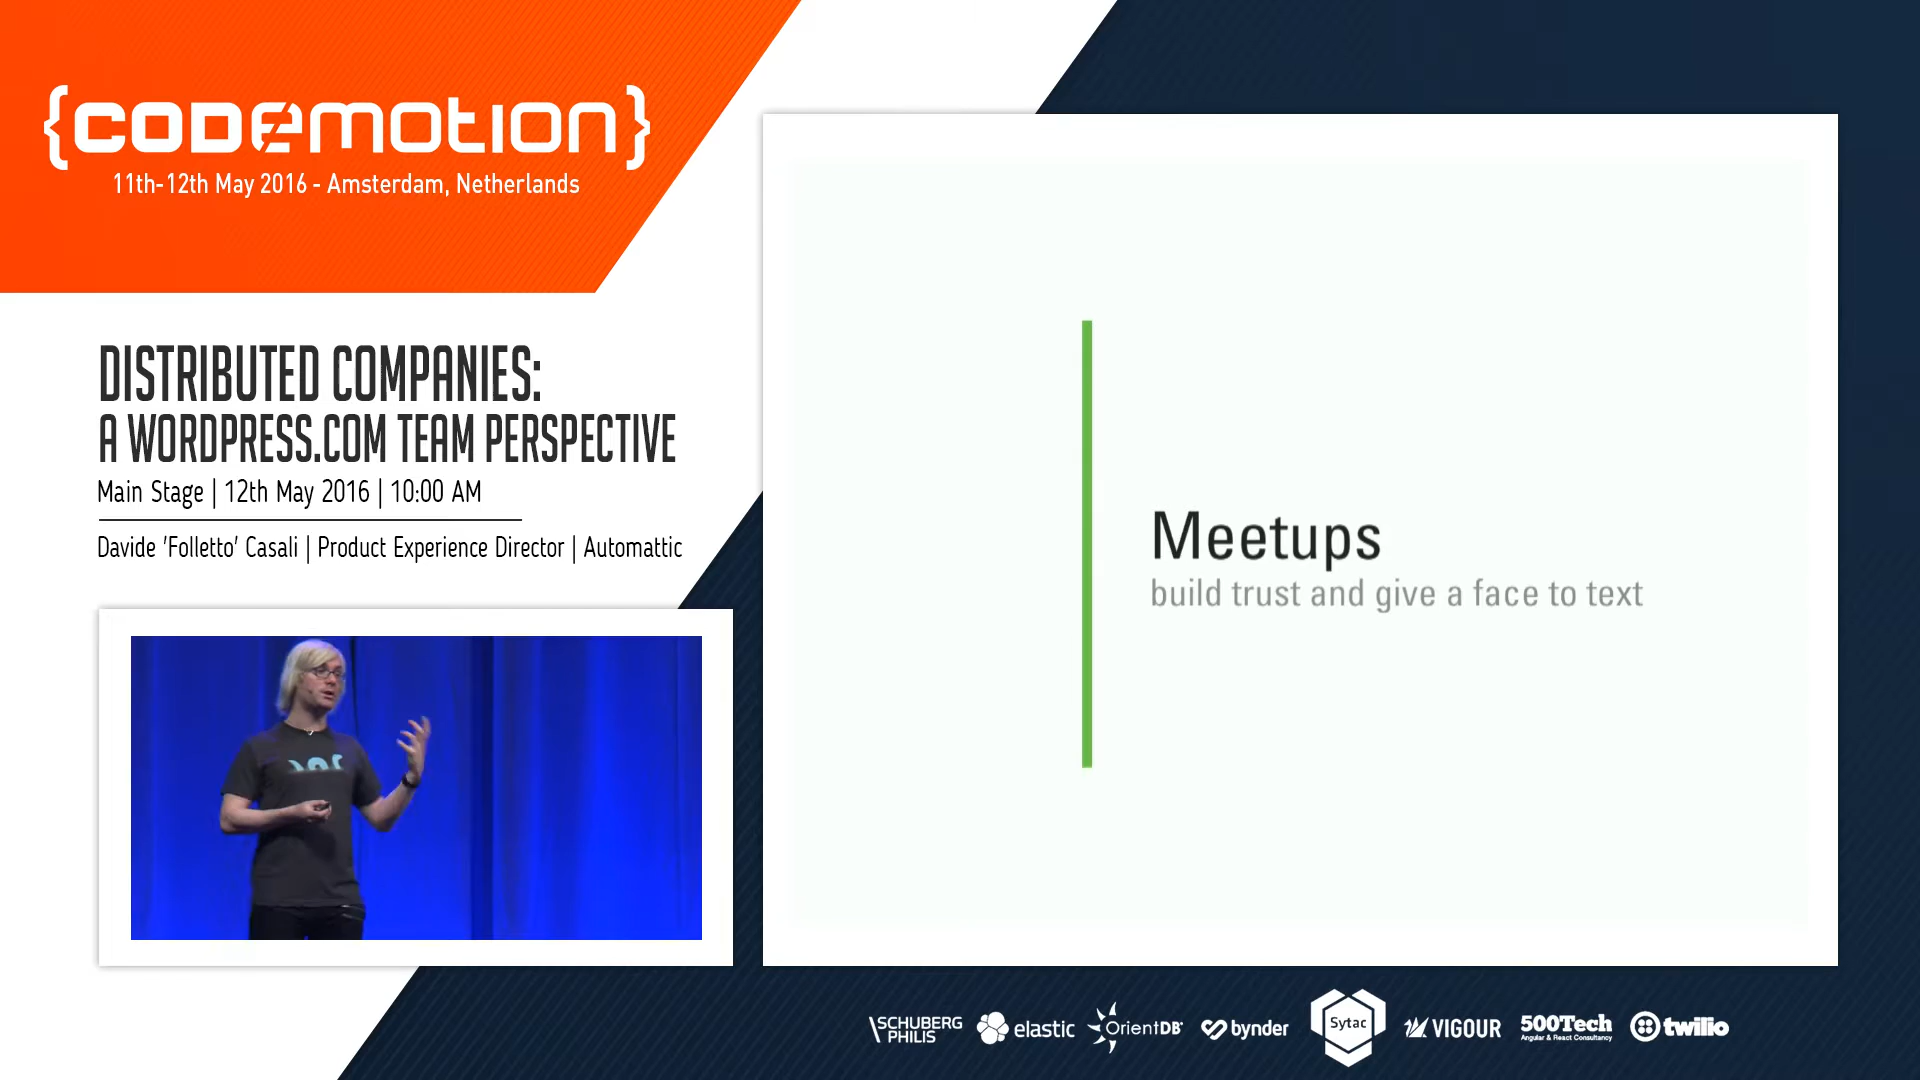 {CODEMOTION}
11th-12th May 2016 - Amsterdam, Netherlands
DISTRIBUTED COMPANIES:
A WORDPRESS.COM TEAM PERSPECTIVE
Main Stage | 12th May 2016 | 10:00 AM
Davide 'Folletto' Casali | Product Experience Director | Automattic
Meetups
build trust and give a face to text
SCHUBERG
PHILIS
elastic
OrientDB
bynder
Sytac
VIGOUR
500Tech
Angular & React Consultancy
twilio